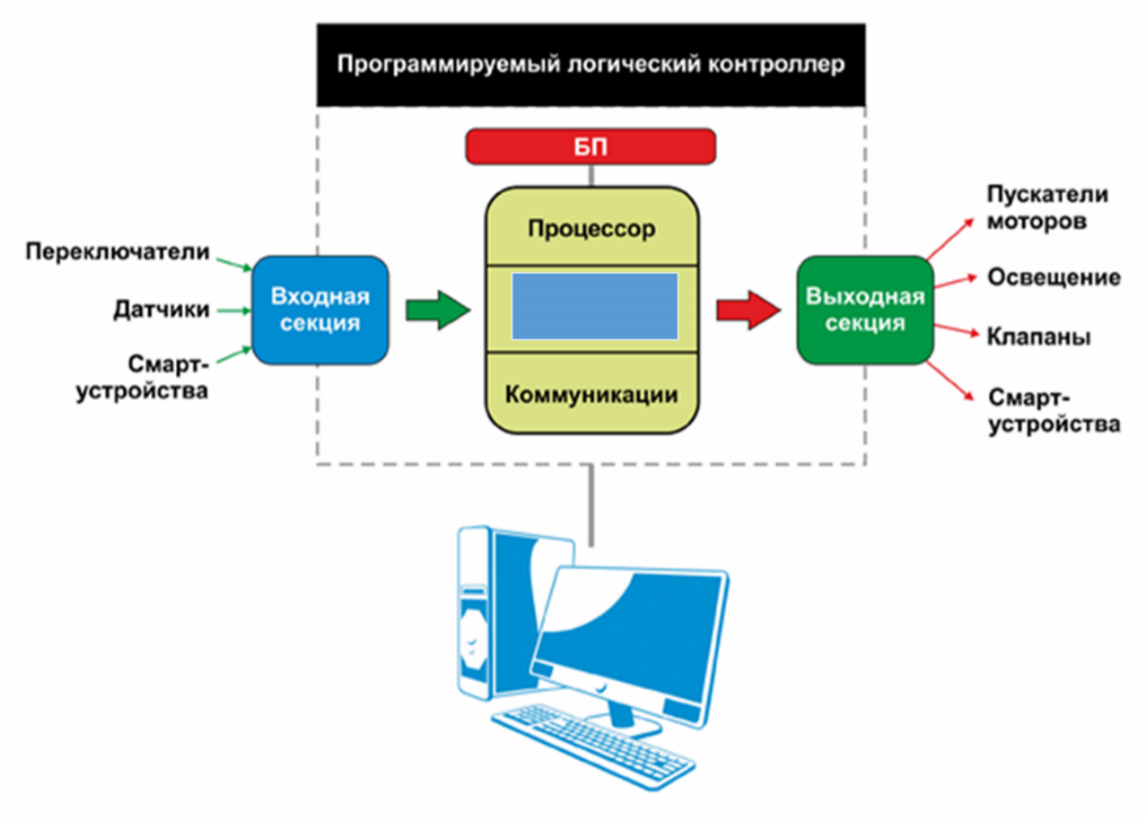 Программируемый логический контроллер
БП
Процессор
Коммуникации
Переключатели
Датчики
Смарт-
устройства
Входная
секция
Выходная
секция
Пускатели
моторов
Освещение
Клапаны
Смарт-
устройства